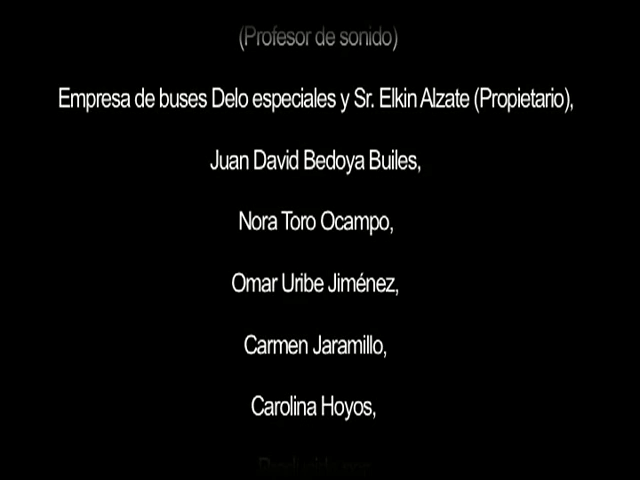 (Profesor de sonido)
Empresa de buses Delo especiales y Sr. Elkin Alzate (Propietario),
Juan David Bedoya Builes,
Nora Toro Ocampo,
Omar Uribe Jiménez,
Carmen Jaramillo,
Carolina Hoyos,